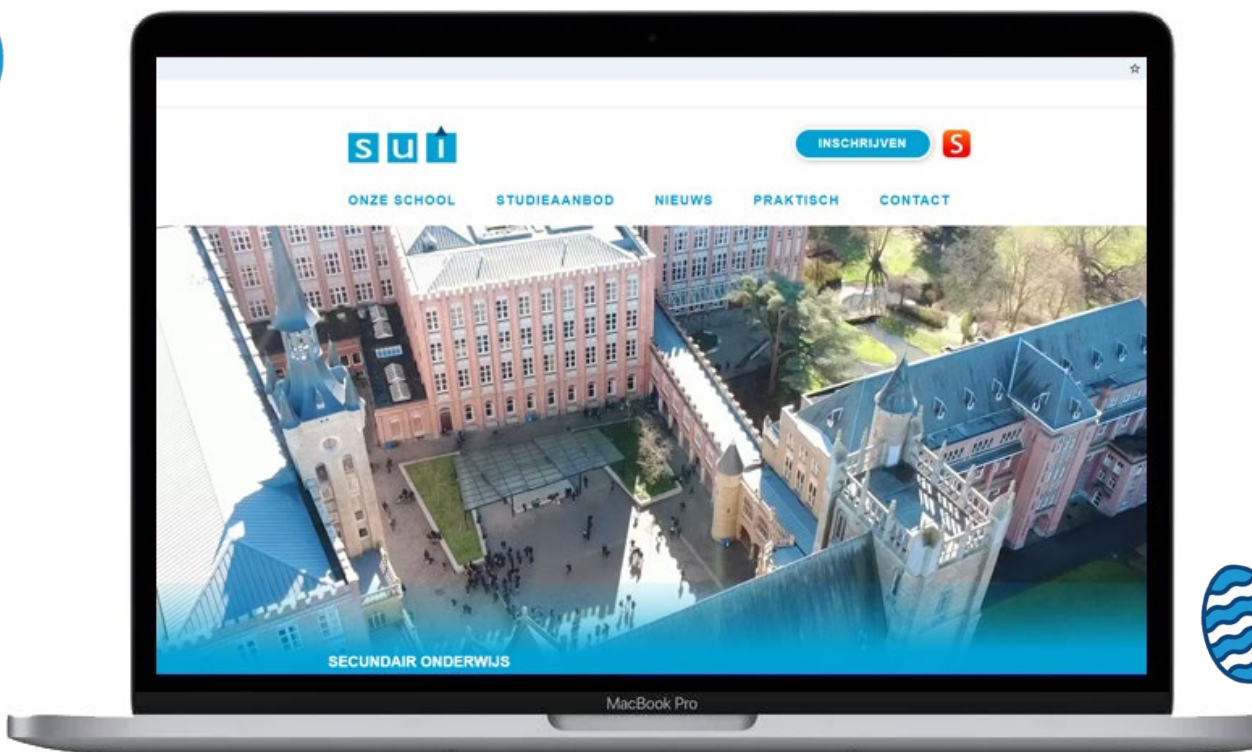 sui
INSCHRIJVEN
S
ONZE SCHOOL STUDIEAANBOD NIEUWS PRAKTISCH CONTACT
SECUNDAIR ONDERWIJS
MacBook Pro